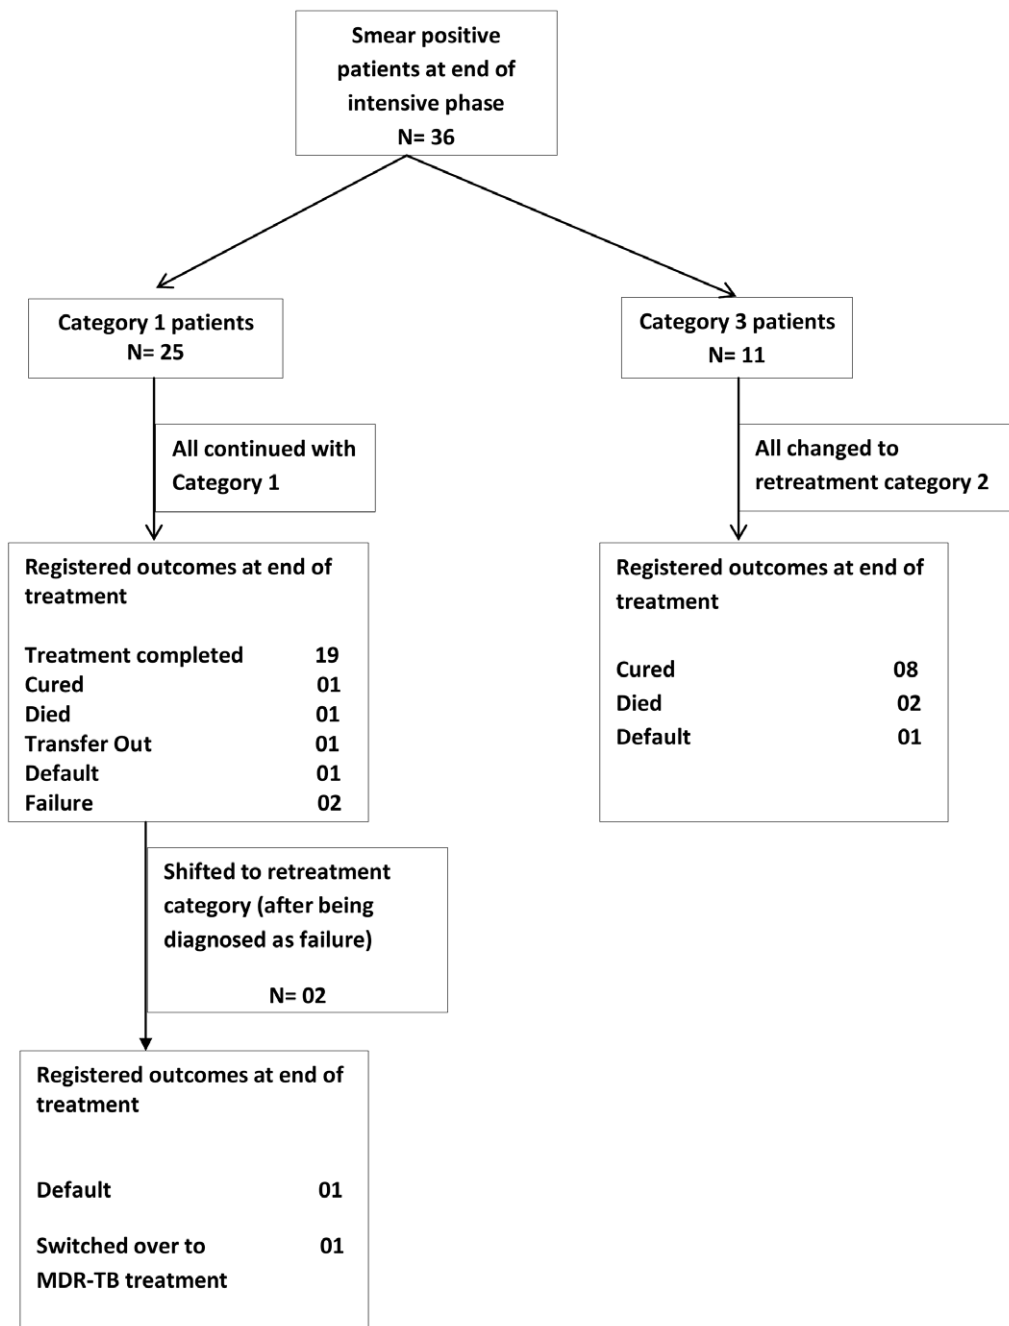 Smear positive
patients at end of
intensive phase
N= 36
Category 1 patients
N= 25
Category 3 patients
N= 11
All continued with
Category 1
All changed to
retreatment category 2
Registered outcomes at end of
treatment
Treatment completed 19
Cured 01
Died 01
Transfer Out 01
Default 01
Failure 02
Registered outcomes at end of
treatment
Cured 08
Died 02
Default 01
Shifted to retreatment
category (after being
diagnosed as failure)
N= 02
Registered outcomes at end of
treatment
Default 01
Switched over to 01
MDR-TB treatment